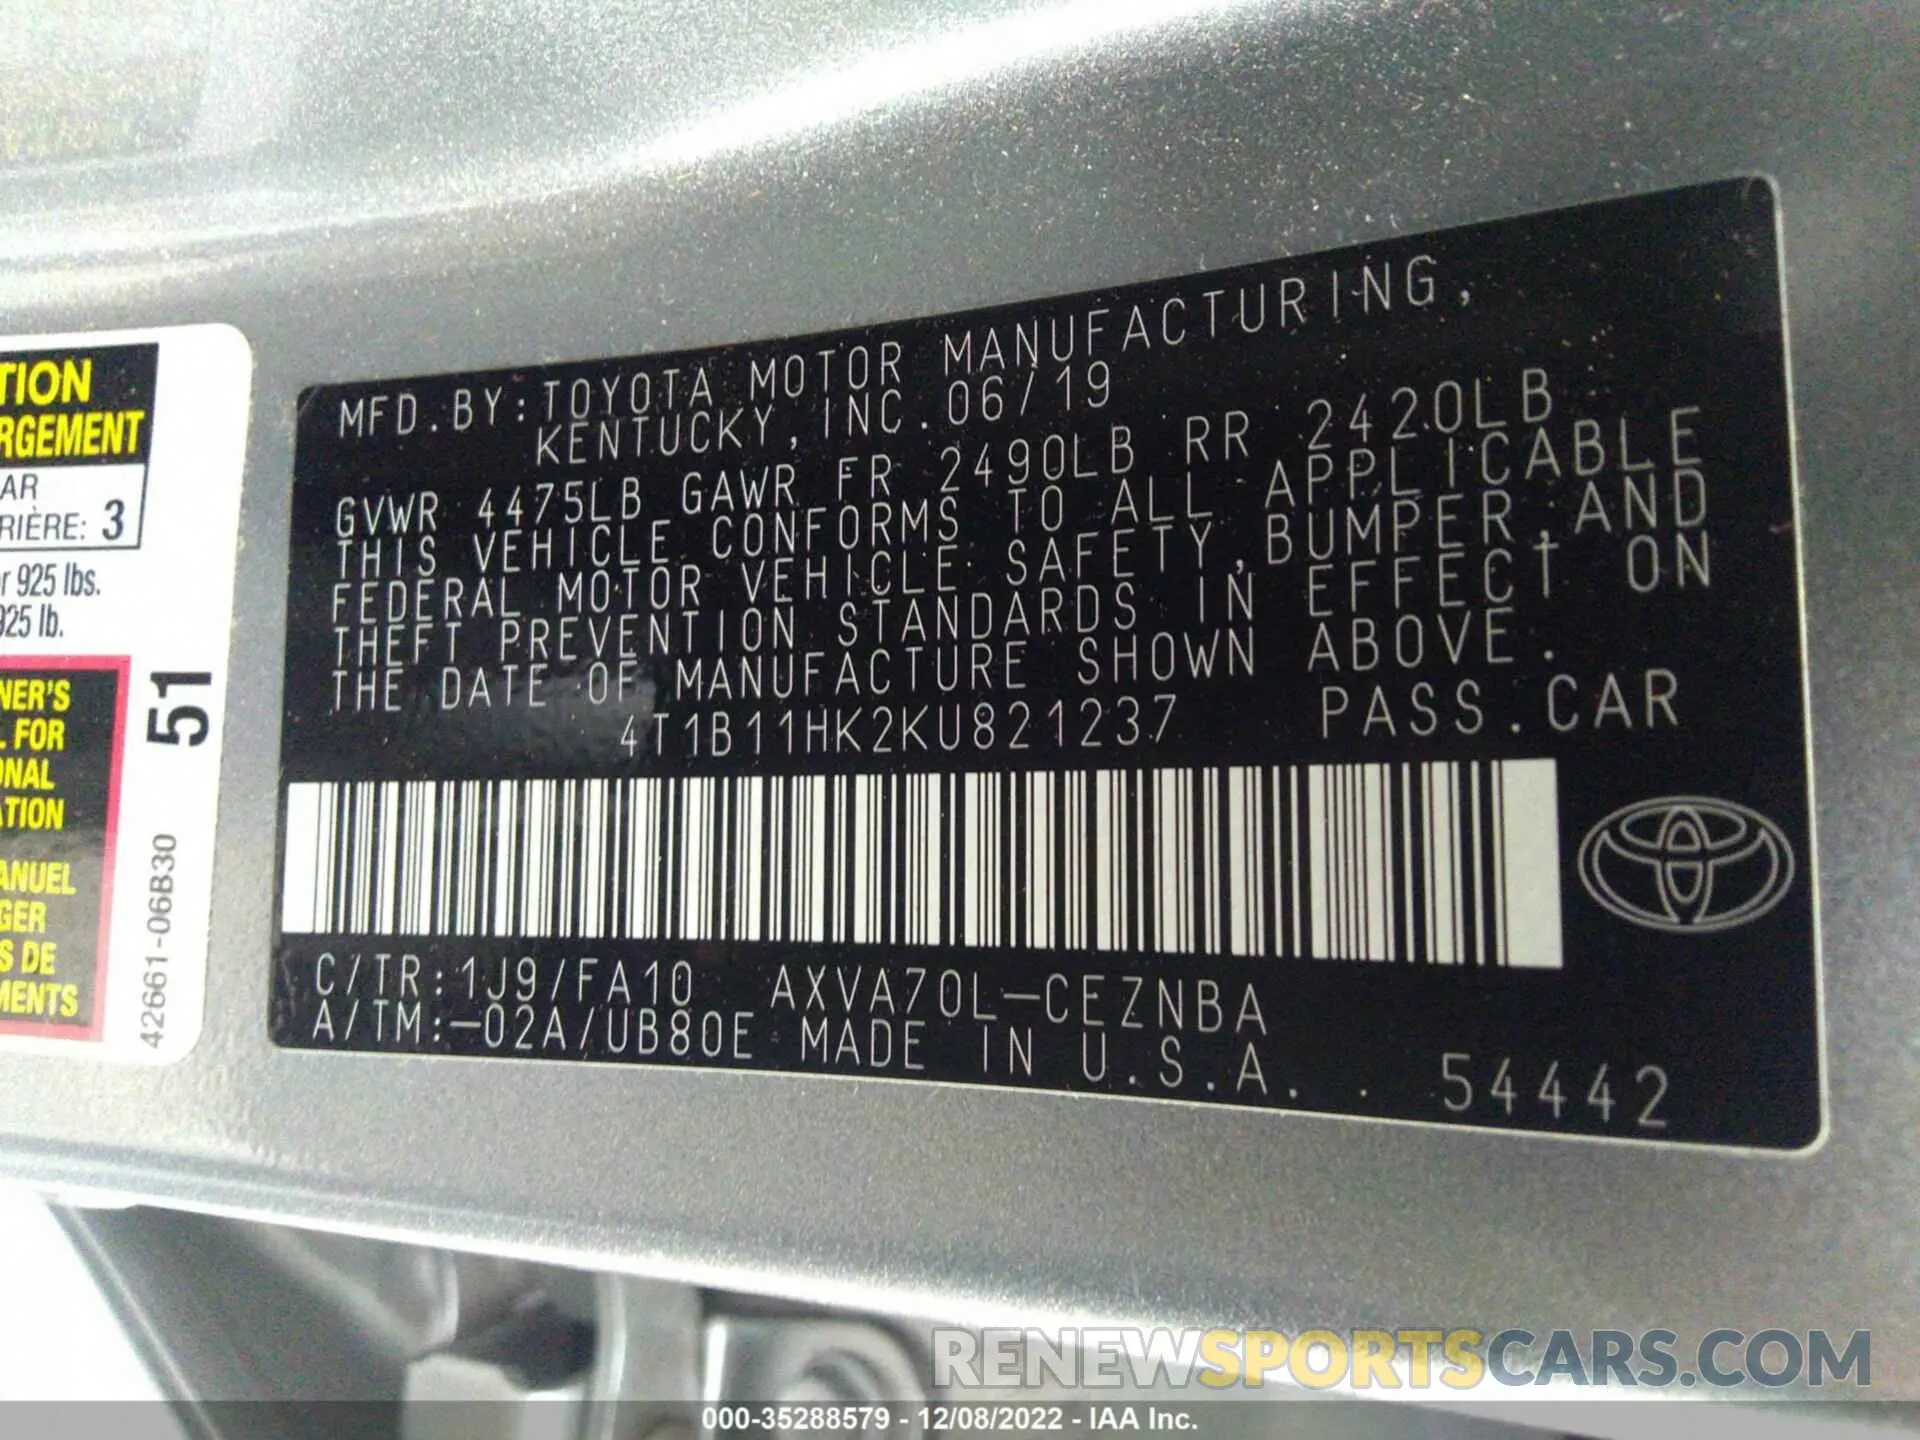 TION
RGEMENT
AR
RIÈRE: 3
r 925 lbs.
925 lb.
NER'S
L FOR
ONAL
ATION
ANUEL
GER
S DE
MENTS
51
42661-06B30
MFD.BY:TOYOTA MOTOR MANUFACTURING,
KENTUCKY,INC.06/19
GVWR 4475LB GAWR FR 2490LB RR 2420LB
THIS VEHICLE CONFORMS TO ALL APPLICABLE
FEDERAL MOTOR VEHICLE SAFETY,BUMPER,AND
THEFT PREVENTION STANDARDS IN EFFECT ON
THE DATE OF MANUFACTURE SHOWN ABOVE.
4T1B11HK2KU821237 PASS.CAR
C/TR:1J9/FA10 AXVA70L-CEZNBA
A/TM:-02A/UB80E MADE IN U.S.A. 54442
RENEWSPORTSCARS.COM
000-35288579 - 12/08/2022 - IAA Inc.